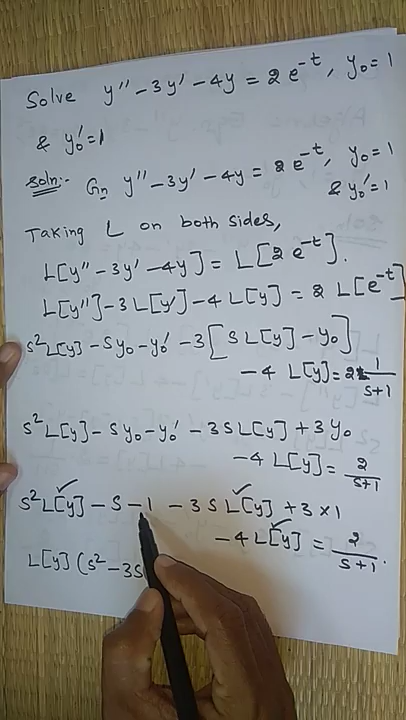 Solve y'' - 3y' - 4y = 2e^-t, y₀ = 1
& y₀' = 1
Soln:- Gn y'' - 3y' - 4y = 2e^-t, y₀ = 1
& y₀' = 1
Taking L on both sides,
L[y'' - 3y' - 4y] = L[2e^-t].
L[y''] - 3L[y'] - 4L[y] = 2L[e^-t]
s²L[y] - sy₀ - y₀' - 3[sL[y] - y₀]
- 4L[y] = 2 1/(s+1)
s²L[y] - sy₀ - y₀' - 3sL[y] + 3y₀
- 4L[y] = 2/(s+1)
s²L[y] - s - 1 - 3sL[y] + 3×1
- 4L[y] = 2/(s+1).
L[y](s² - 3s